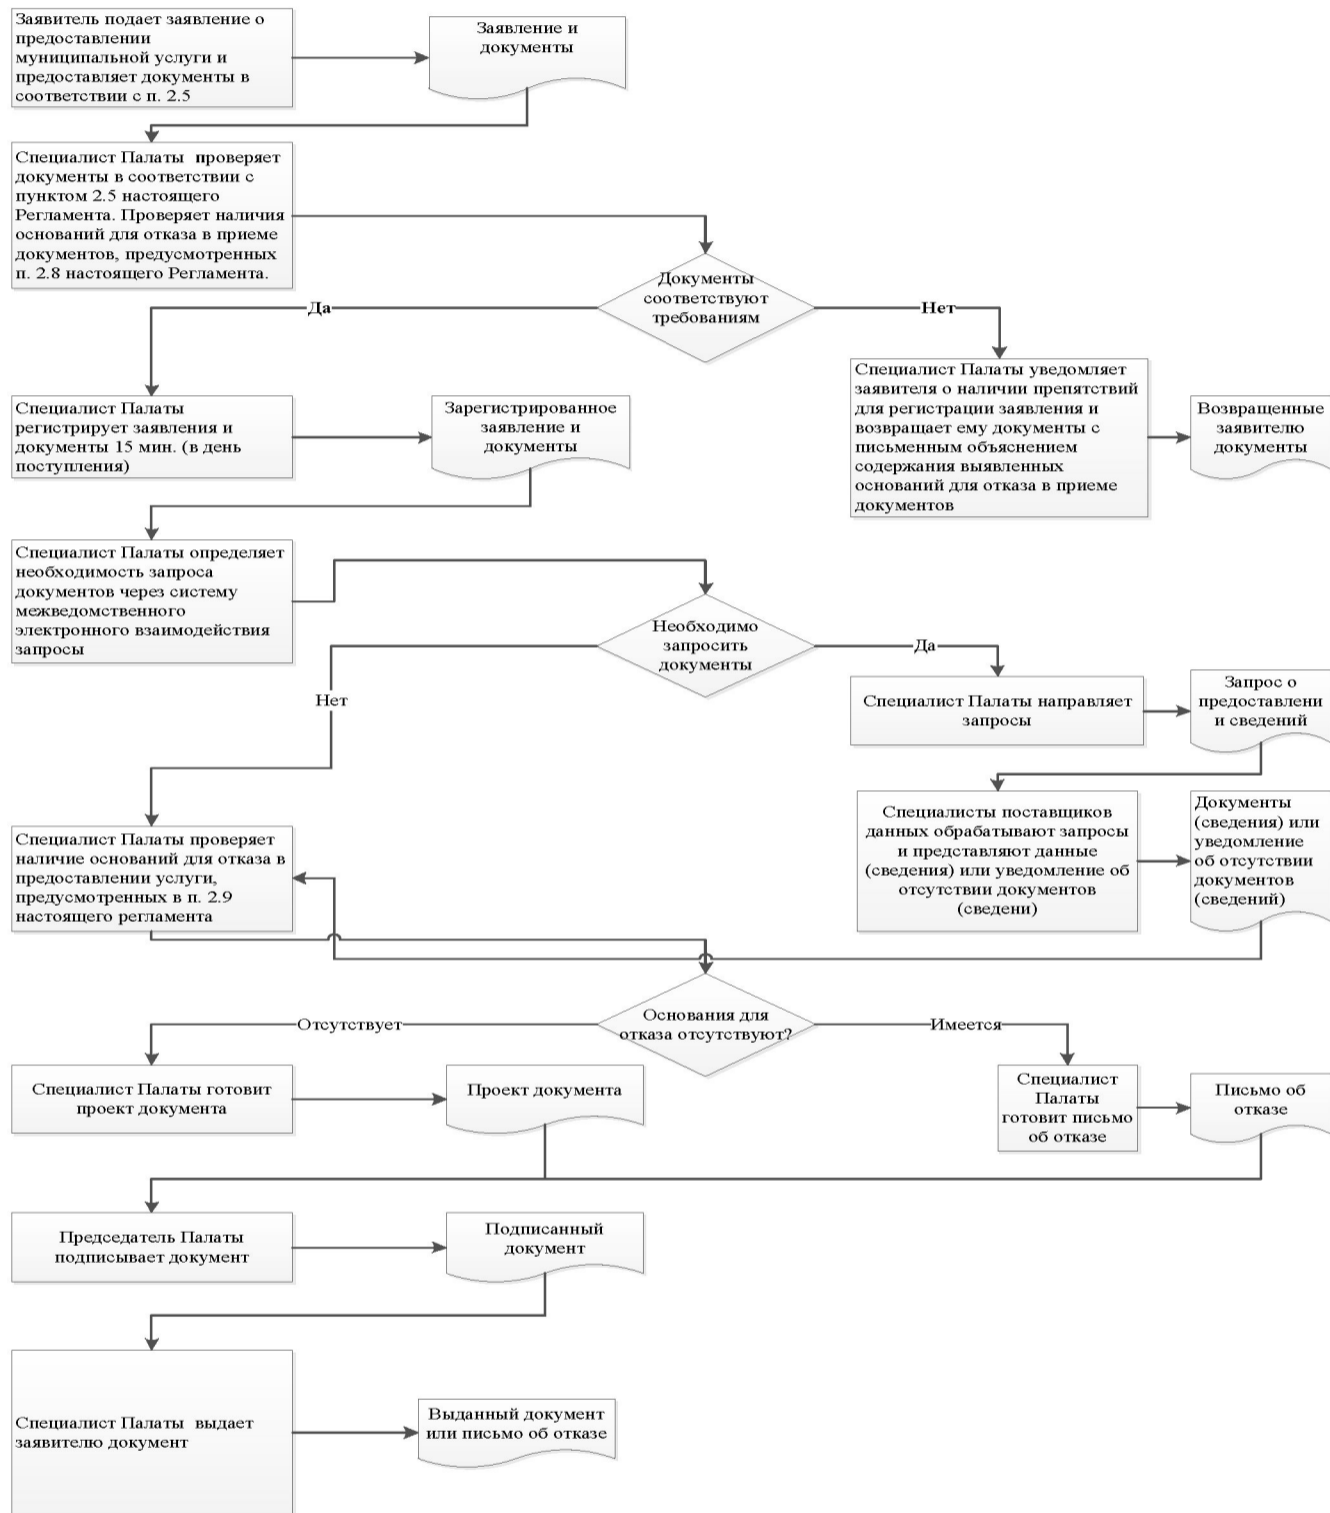 Заявитель подает заявление о
предоставлении
муниципальной услуги и
предоставляет документы в
соответствии с п. 2.5
Заявление и
документы
Специалист Палаты  проверяет
документы в соответствии с
пунктом 2.5 настоящего
Регламента. Проверяет наличия
оснований для отказа в приеме
документов, предусмотренных
п. 2.8 настоящего Регламента.
Документы
соответствуют
требованиям
Да
Нет
Специалист Палаты
регистрирует заявления и
документы 15 мин. (в день
поступления)
Зарегистрированное
заявление и
документы
Специалист Палаты уведомляет
заявителя о наличии препятствий
для регистрации заявления и
возвращает ему документы с
письменным объяснением
содержания выявленных
оснований для отказа в приеме
документов
Возвращенные
заявителю
документы
Специалист Палаты определяет
необходимость запроса
документов через систему
межведомственного
электронного взаимодействия
запросы
Необходимо
запросить
документы
Да
Нет
Специалист Палаты направляет
запросы
Запрос о
предоставлени
и сведений
Специалисты поставщиков
данных обрабатывают запросы
и представляют данные
(сведения) или уведомление об
отсутствии документов
(сведени)
Документы
(сведения) или
уведомление
об отсутствии
документов
(сведений)
Специалист Палаты проверяет
наличие оснований для отказа в
предоставлении услуги,
предусмотренных в п. 2.9
настоящего регламента
Основания для
отказа отсутствуют?
Отсутствует
Имеется
Специалист Палаты готовит
проект документа
Проект документа
Специалист
Палаты
готовит письмо
об отказе
Письмо об
отказе
Председатель Палаты
подписывает документ
Подписанный
документ
Специалист Палаты  выдает
заявителю документ
Выданный документ
или письмо об отказе